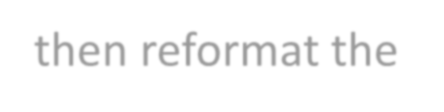 then reformat the